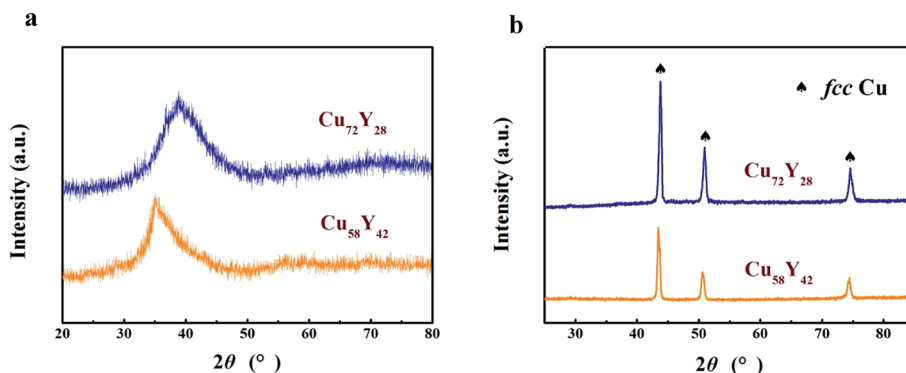 a
Intensity (a.u.)
Cu₇₂Y₂₈
Cu₅₈Y₄₂
20 30 40 50 60 70 80
2θ (°)
b
Intensity (a.u.)
♠ fcc Cu
Cu₇₂Y₂₈
Cu₅₈Y₄₂
30 40 50 60 70 80
2θ (°)